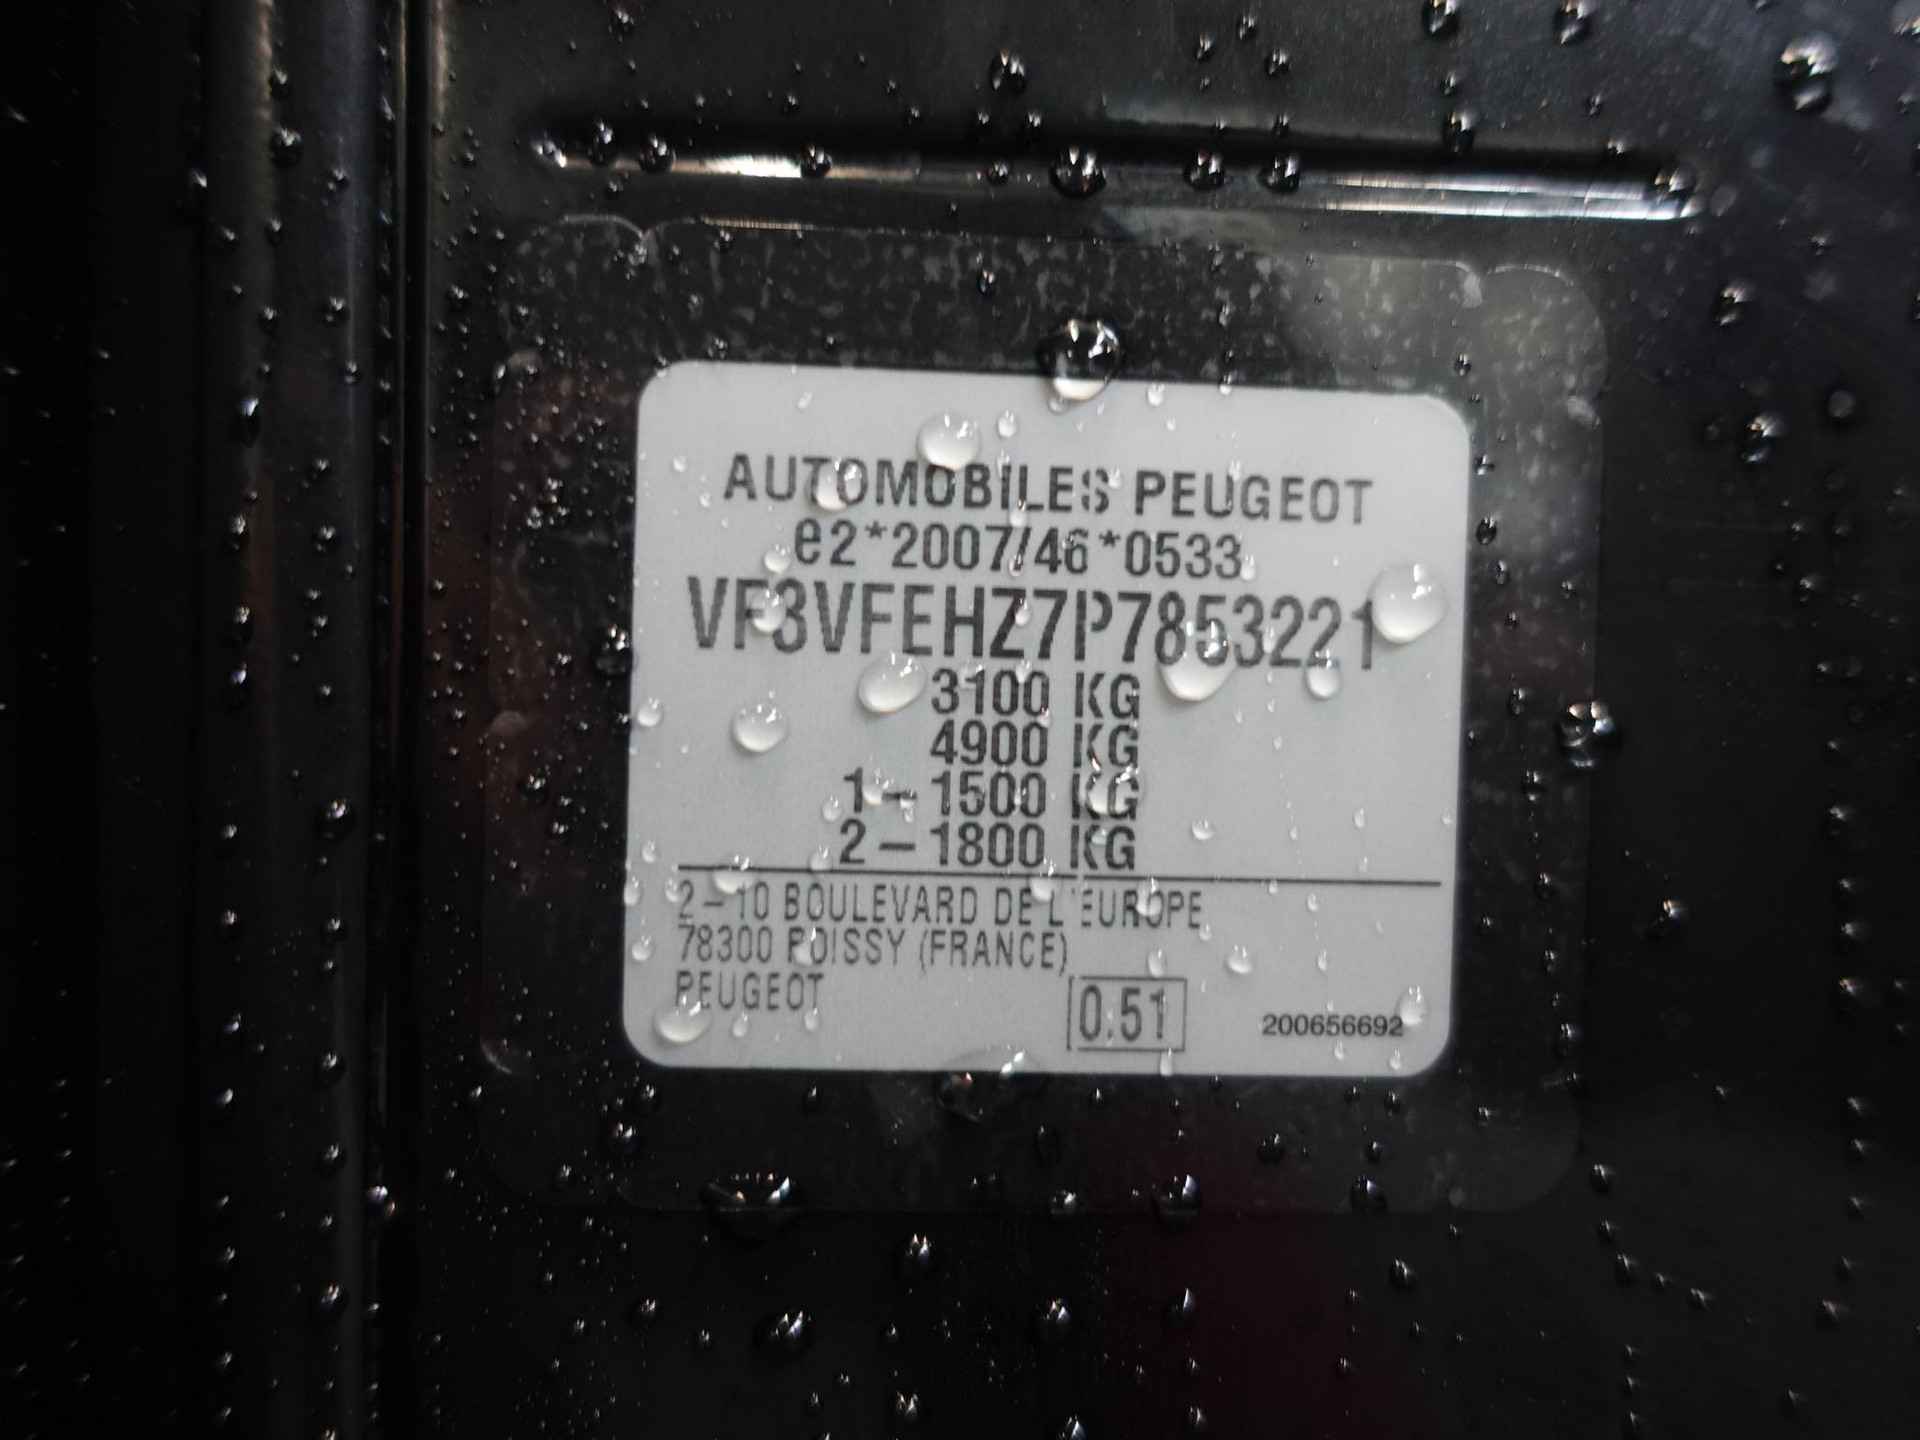 AUTOMOBILES PEUGEOT
e2*2007/46*0533
VF3VFEHZ7P7853221
3100 KG
4900 KG
1-1500 KG
2-1800 KG
2-10 BOULEVARD DE L'EUROPE
78300 POISSY (FRANCE)
PEUGEOT
0.51
200656692